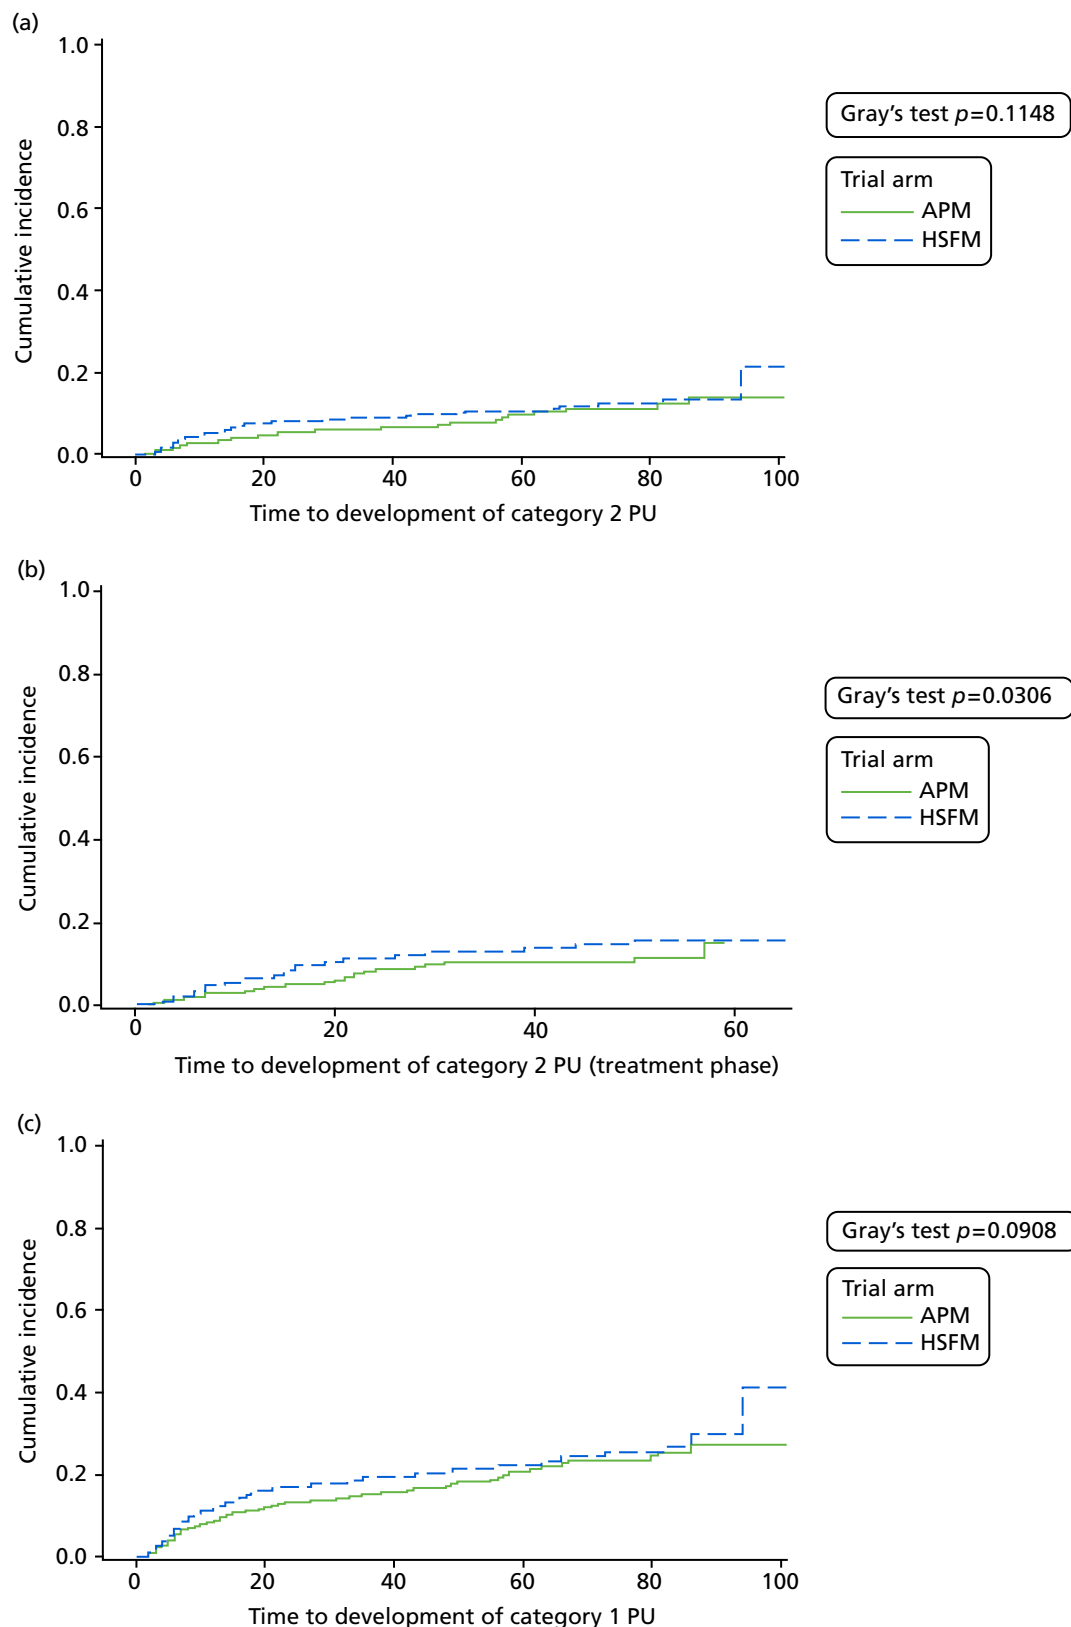 (a)
1.0
0.8
0.6
0.4
0.2
0.0
Cumulative incidence
0 20 40 60 80 100
Time to development of category 2 PU
Gray's test p=0.1148
Trial arm
APM
HSFM
(b)
1.0
0.8
0.6
0.4
0.2
0.0
Cumulative incidence
0 20 40 60
Time to development of category 2 PU (treatment phase)
Gray's test p=0.0306
Trial arm
APM
HSFM
(c)
1.0
0.8
0.6
0.4
0.2
0.0
Cumulative incidence
0 20 40 60 80 100
Time to development of category 1 PU
Gray's test p=0.0908
Trial arm
APM
HSFM